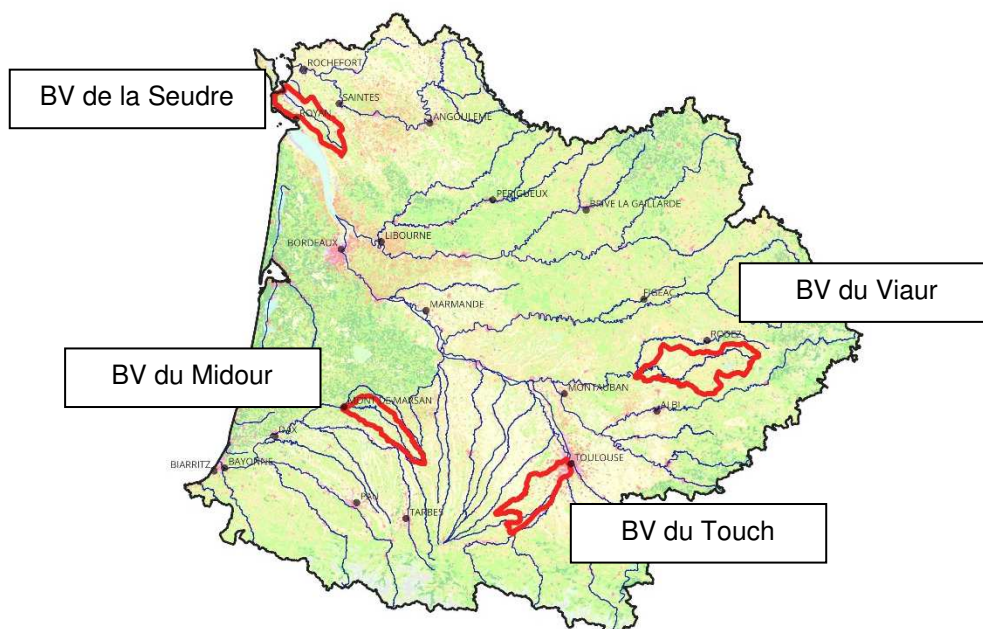 ROCHEFORT
BV de la Seudre
SAINTES
ROYAN
ANGOULEME
PERIGUEUX
BRIVE LA GAILLARDE
LIBOURNE
BORDEAUX
BV du Viaur
FIGEAC
MARMANDE
RODEZ
BV du Midour
MONTAUBAN
MONT DE MARSAN
ALBI
DAX
TOULOUSE
BIARRITZ
BAYONNE
PAU
TARBES
BV du Touch